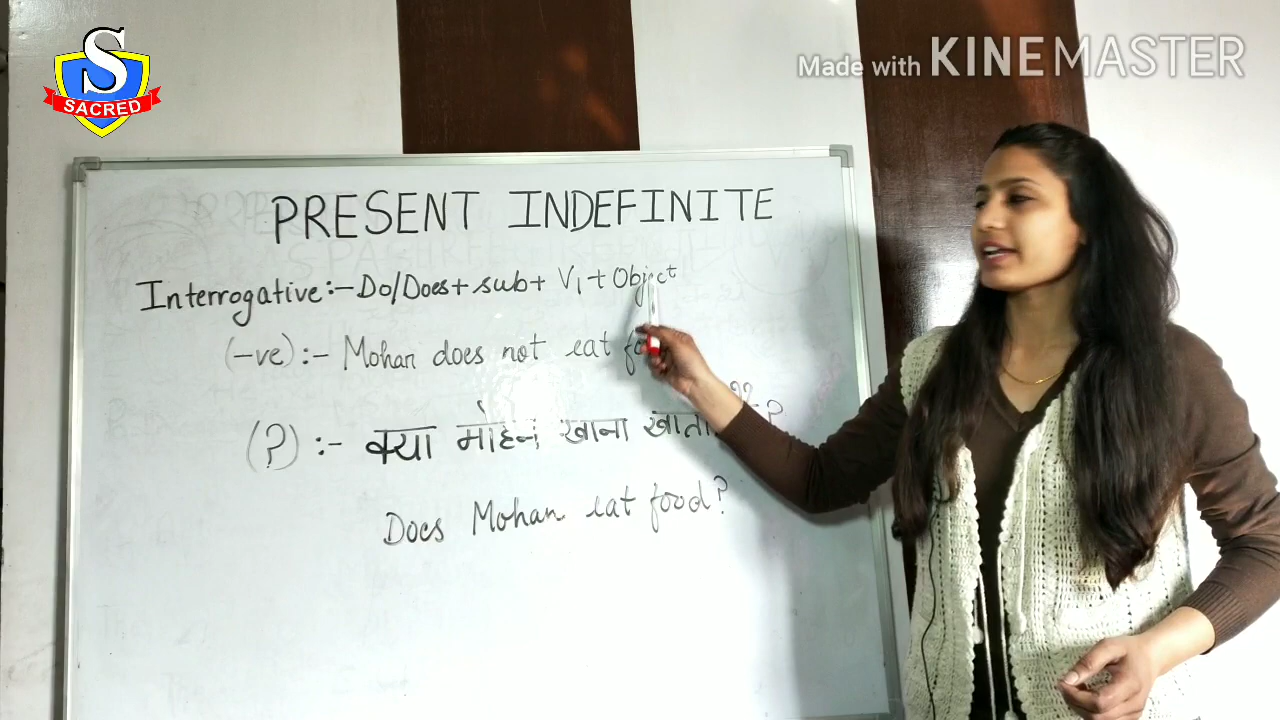 S
SACRED
Made with KINEMASTER
PRESENT INDEFINITE
Interrogative:- Do/Does + sub + V1 + Object
(-ve) :- Mohan does not eat
(?) :- क्या मोहन खाना खाता ?
Does Mohan eat food?